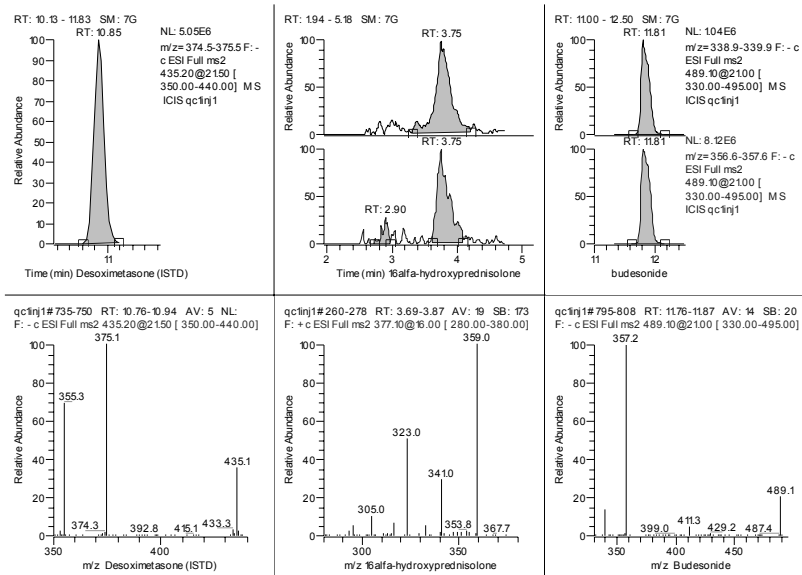 RT: 10.13 - 11.83 SM: 7G
RT: 10.85
NL: 5.05E6
m/z= 374.5-375.5 F: -
c ESI Full ms2
435.20@21.50 [
350.00-440.00] MS
ICIS qc1inj1
Relative Abundance
100
90
80
70
60
50
40
30
20
10
0
11
Time (min) Desoximetasone (ISTD)
RT: 1.94 - 5.18 SM: 7G
RT: 3.75
Relative Abundance
100
50
0
RT: 3.75
100
50
0
RT: 2.90
2 3 4 5
Time (min) 16alfa-hydroxyprednisolone
RT: 11.00 - 12.50 SM: 7G
RT: 11.81
NL: 1.04E6
m/z= 338.9-339.9 F: -
c ESI Full ms2
489.10@21.00 [
330.00-495.00] MS
ICIS qc1inj1
Relative Abundance
100
50
0
RT: 11.81
NL: 8.12E6
m/z= 356.6-357.6 F: - c
ESI Full ms2
489.10@21.00 [
330.00-495.00] MS
ICIS qc1inj1
100
50
0
11 12
budesonide
qc1inj1# 735-750 RT: 10.76-10.94 AV: 5 NL:
F: - c ESI Full ms2 435.20@21.50 [ 350.00-440.00]
375.1
355.3
435.1
374.3
392.8
415.1
433.3
Relative Abundance
100
80
60
40
20
0
350 400
m/z Desoximetasone (ISTD)
qc1inj1# 260-278 RT: 3.69-3.87 AV: 19 SB: 173
F: + c ESI Full ms2 377.10@16.00 [ 280.00-380.00]
359.0
323.0
341.0
305.0
353.8
367.7
Relative Abundance
100
80
60
40
20
0
300 350
m/z 16alfa-hydroxyprednisolone
qc1inj1# 795-808 RT: 11.76-11.87 AV: 14 SB: 20
F: - c ESI Full ms2 489.10@21.00 [ 330.00-495.00]
357.2
489.1
399.0
411.3
429.2
487.4
Relative Abundance
100
80
60
40
20
0
350 400 450
m/z Budesonide